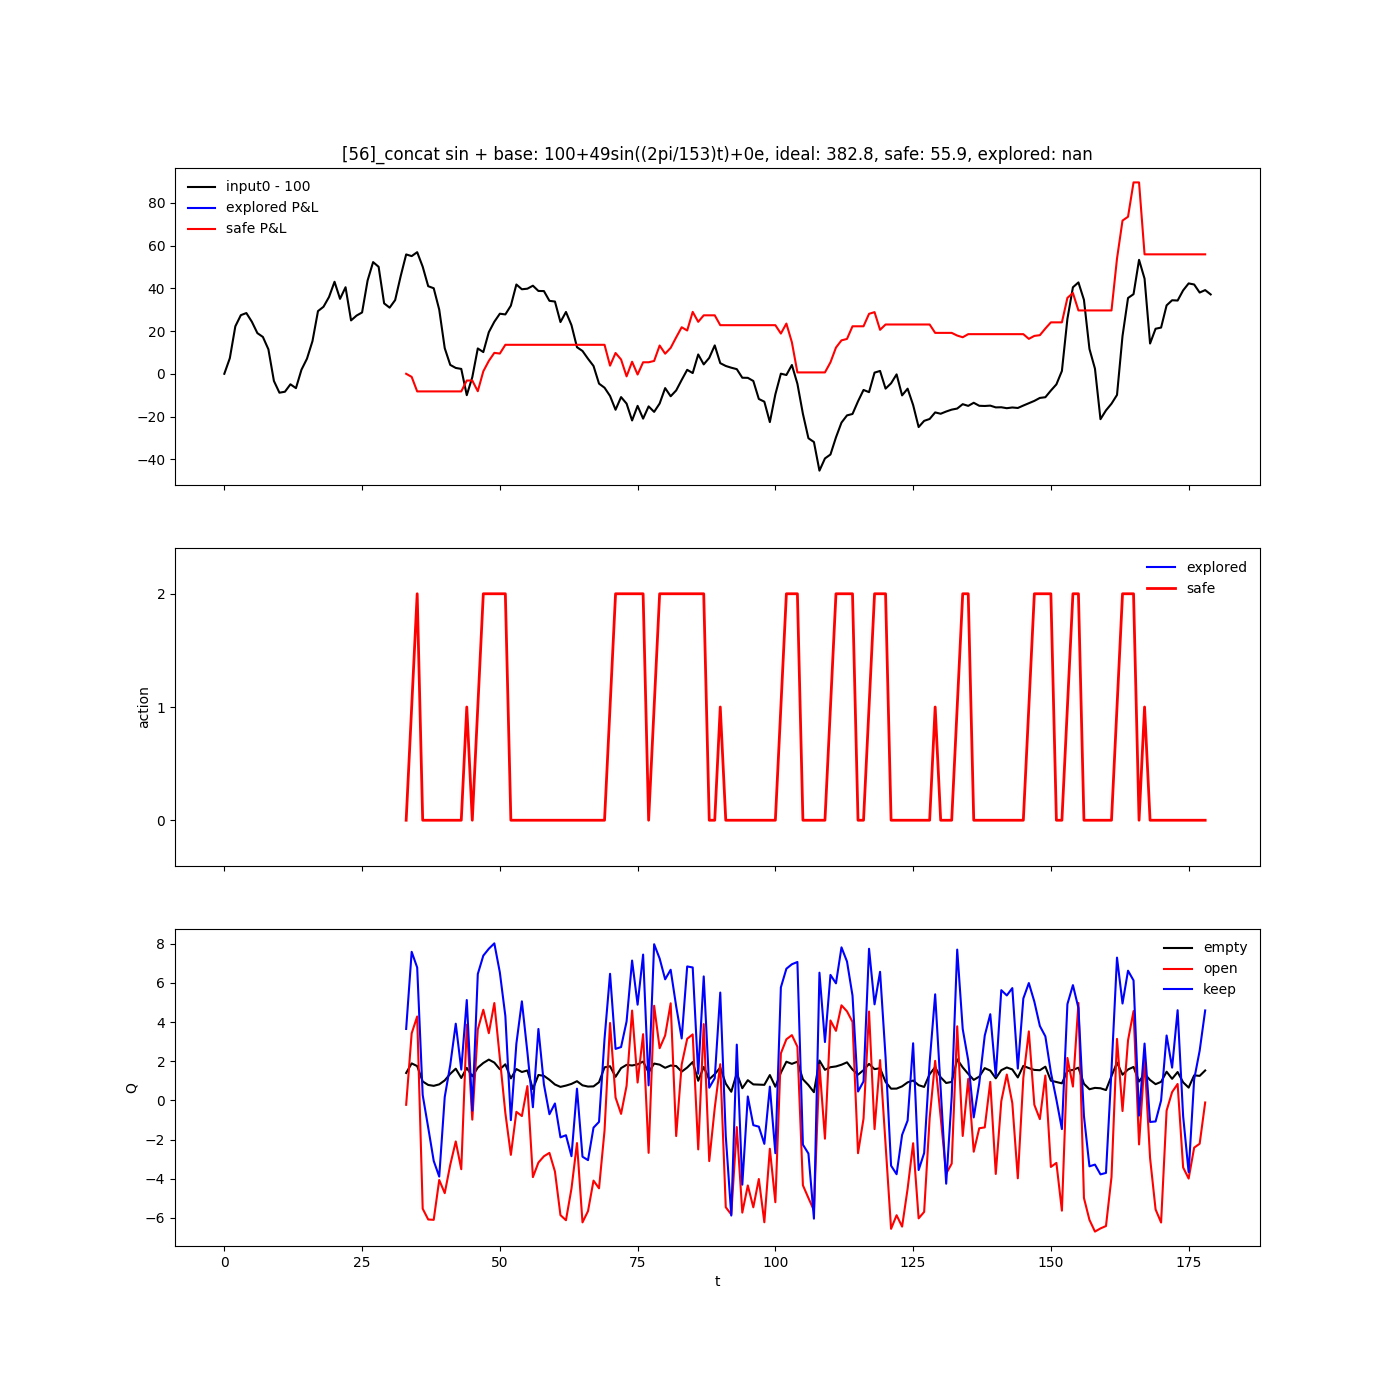 [56]_concat sin + base: 100+49sin((2pi/153)t)+0e, ideal: 382.8, safe: 55.9, explored: nan
input0 - 100
explored P&L
safe P&L
80
60
40
20
0
−20
−40
explored
safe
2
1
0
action
empty
open
keep
8
6
4
2
0
−2
−4
−6
Q
0 25 50 75 100 125 150 175
t